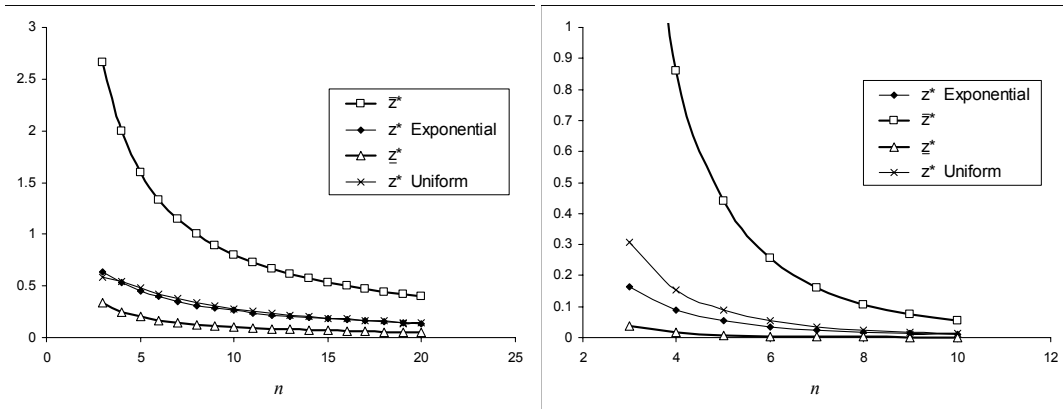 3
2.5
2
1.5
1
0.5
0
0 5 10 15 20 25
n
z̄*
z* Exponential
z̲*
z* Uniform
1
0.9
0.8
0.7
0.6
0.5
0.4
0.3
0.2
0.1
0
2 4 6 8 10 12
n
z* Exponential
z̄*
z̲*
z* Uniform